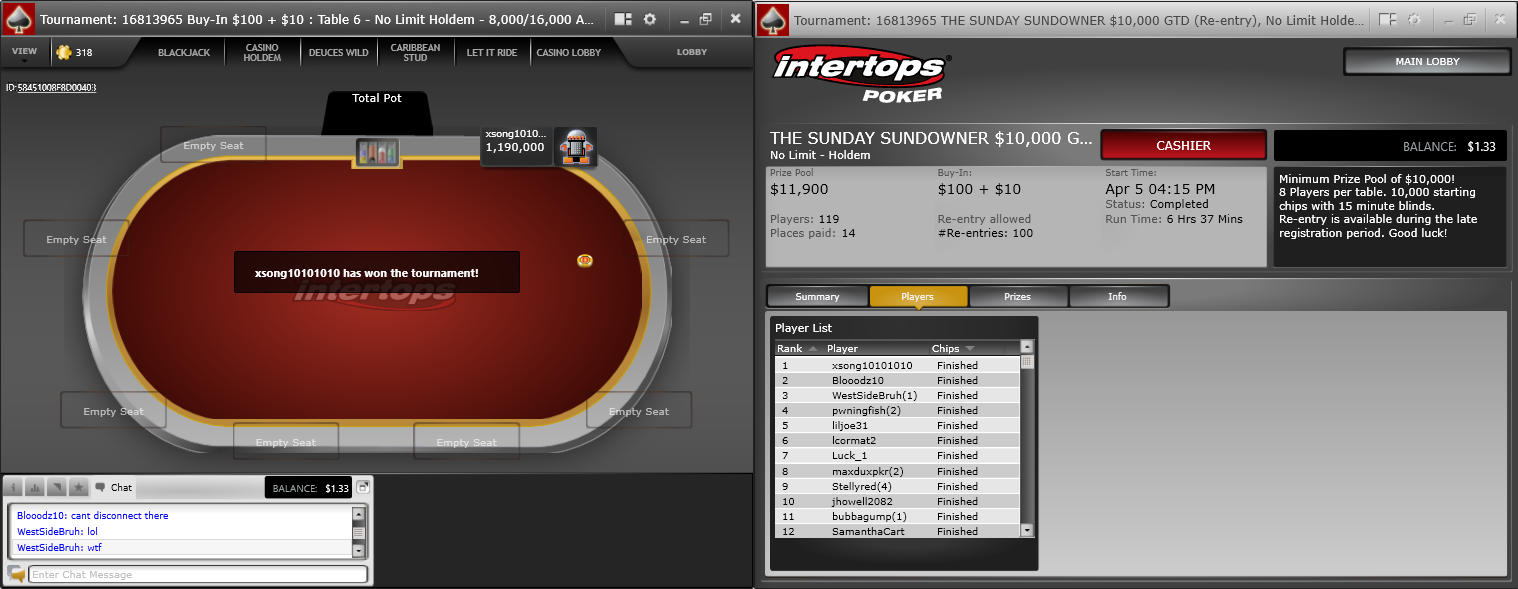 Tournament: 16813965 Buy-In $100 + $10 : Table 6 - No Limit Holdem - 8,000/16,000 A...
VIEW
318
BLACKJACK
CASINO HOLDEM
DEUCES WILD
CARIBBEAN STUD
LET IT RIDE
CASINO LOBBY
LOBBY
ID-58451008F8D00403
Total Pot
Empty Seat
xsong1010...
1,190,000
Empty Seat
Empty Seat
xsong10101010 has won the tournament!
intertops
Empty Seat
Empty Seat
Empty Seat
Empty Seat
Chat
BALANCE: $1.33
Blooodz10: cant disconnect there
WestSideBruh: lol
WestSideBruh: wtf
Enter Chat Message
Tournament: 16813965 THE SUNDAY SUNDOWNER $10,000 GTD (Re-entry), No Limit Holde...
intertops
POKER
MAIN LOBBY
THE SUNDAY SUNDOWNER $10,000 G...
No Limit - Holdem
CASHIER
BALANCE: $1.33
Prize Pool
$11,900
Players: 119
Places paid: 14
Buy-In:
$100 + $10
Re-entry allowed
#Re-entries: 100
Start Time:
Apr 5 04:15 PM
Status: Completed
Run Time: 6 Hrs 37 Mins
Minimum Prize Pool of $10,000!
8 Players per table. 10,000 starting
chips with 15 minute blinds.
Re-entry is available during the late
registration period. Good luck!
Summary
Players
Prizes
Info
Player List
Rank Player Chips
1 xsong10101010 Finished
2 Blooodz10 Finished
3 WestSideBruh(1) Finished
4 pwningfish(2) Finished
5 liljoe31 Finished
6 lcormat2 Finished
7 Luck_1 Finished
8 maxduxpkr(2) Finished
9 Stellyred(4) Finished
10 jhowell2082 Finished
11 bubbagump(1) Finished
12 SamanthaCart Finished